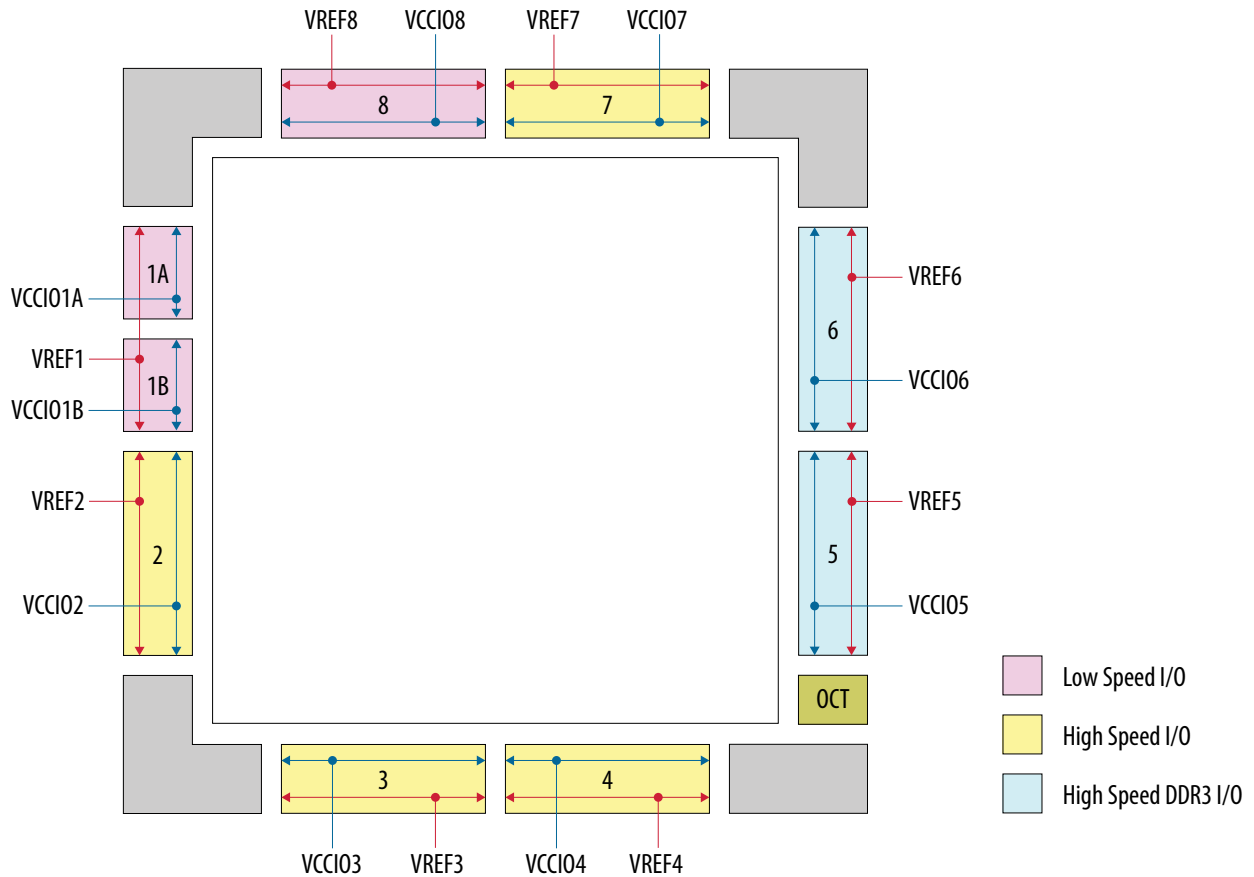 VREF8
VCCIO8
VREF7
VCCIO7
8
7
1A
VCCIO1A
VREF1
1B
VCCIO1B
VREF2
2
VCCIO2
VREF6
6
VCCIO6
VREF5
5
VCCIO5
OCT
3
4
VCCIO3
VREF3
VCCIO4
VREF4
Low Speed I/O
High Speed I/O
High Speed DDR3 I/O